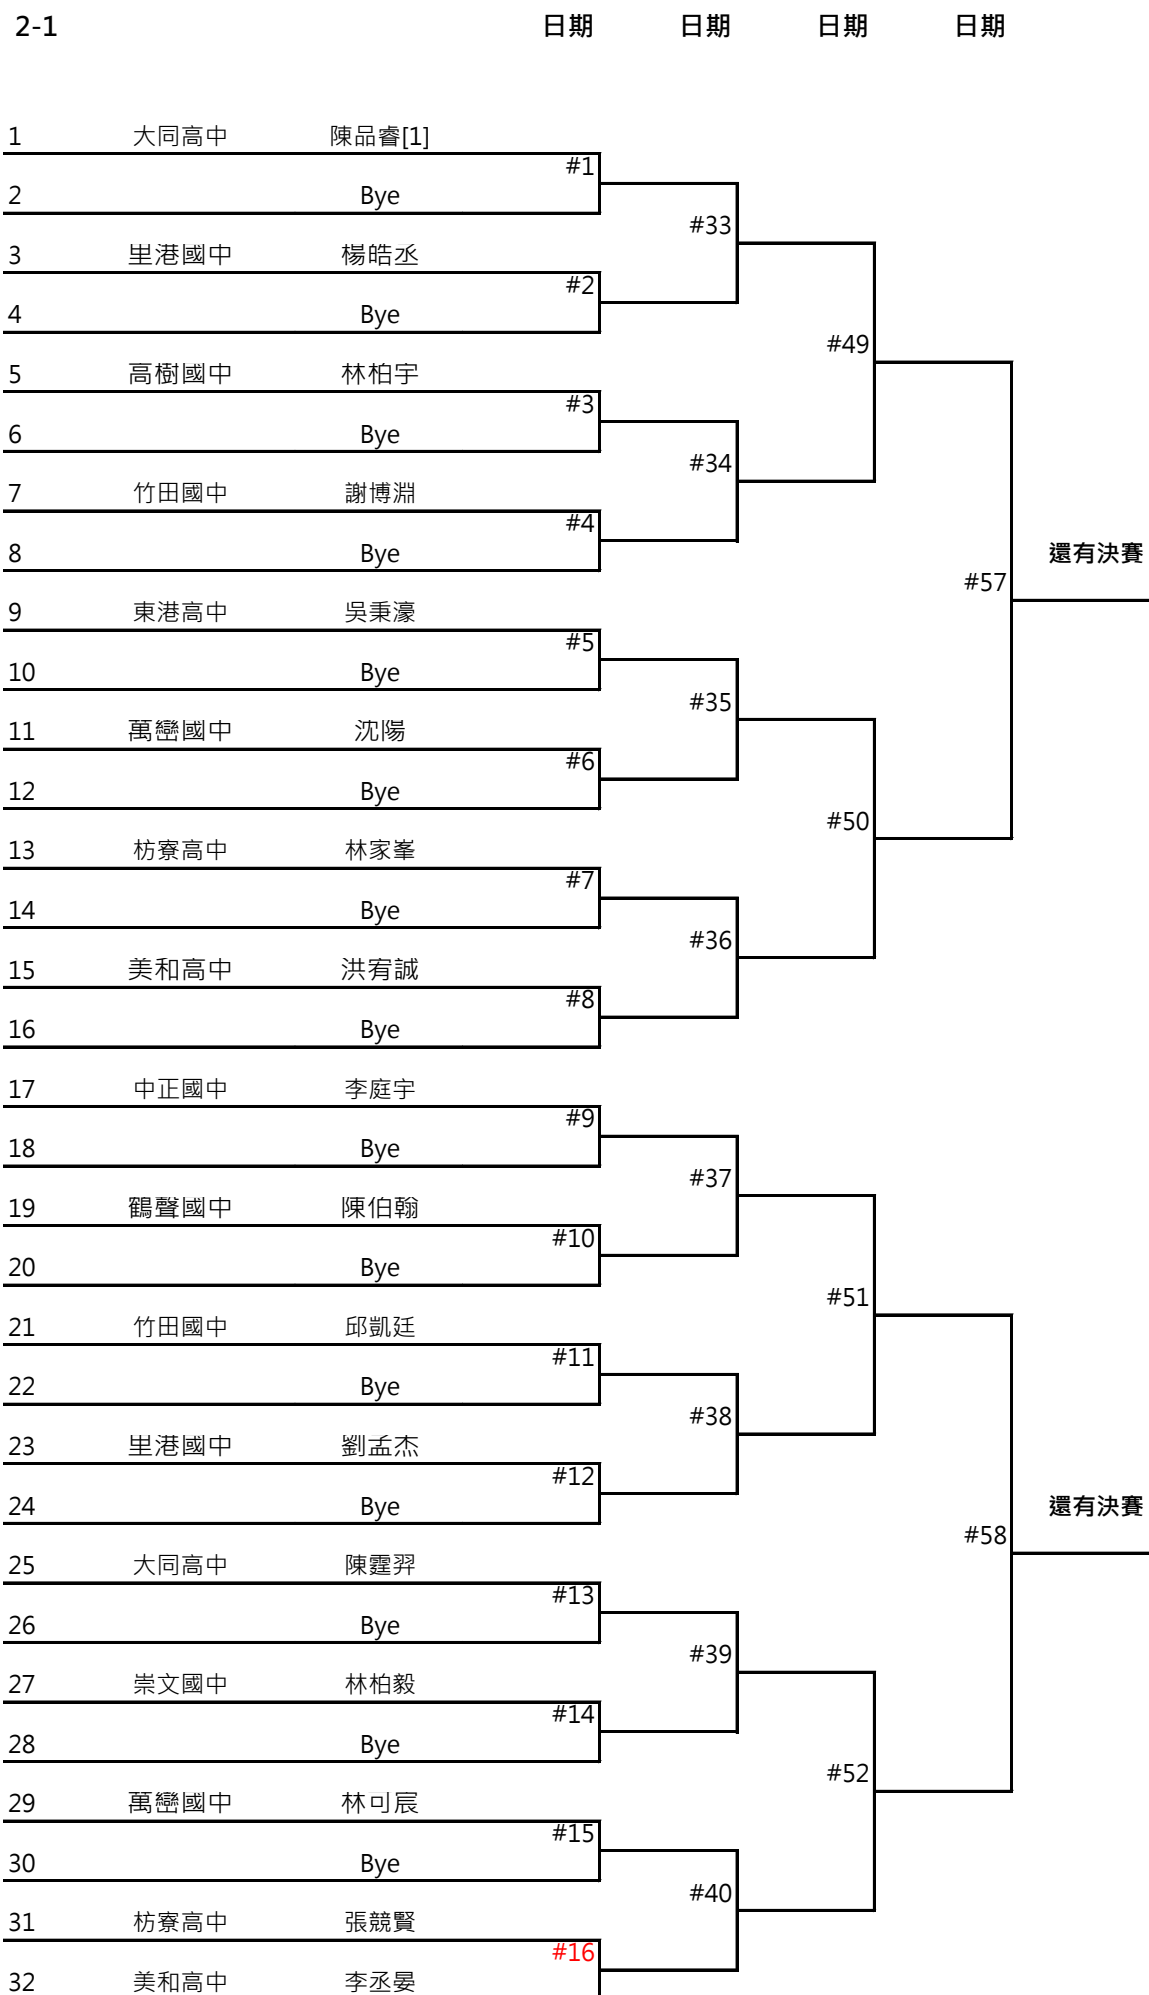 2-1 日期 日期 日期 日期
1 大同高中 陳品睿[1]
#1
2 Bye
#33
3 里港國中 楊皓丞
#2
4 Bye
#49
5 高樹國中 林柏宇
#3
6 Bye
#34
7 竹田國中 謝博淵
#4
8 Bye
還有決賽
#57
9 東港高中 吳秉濠
#5
10 Bye
#35
11 萬巒國中 沈陽
#6
12 Bye
#50
13 枋寮高中 林家峯
#7
14 Bye
#36
15 美和高中 洪宥誠
#8
16 Bye
17 中正國中 李庭宇
#9
18 Bye
#37
19 鶴聲國中 陳伯翰
#10
20 Bye
#51
21 竹田國中 邱凱廷
#11
22 Bye
#38
23 里港國中 劉孟杰
#12
24 Bye
還有決賽
#58
25 大同高中 陳霆羿
#13
26 Bye
#39
27 崇文國中 林柏毅
#14
28 Bye
#52
29 萬巒國中 林可宸
#15
30 Bye
#40
31 枋寮高中 張競賢
#16
32 美和高中 李丞晏